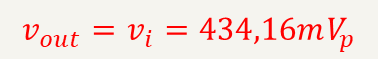 v_out = v_i = 434,16mV_p